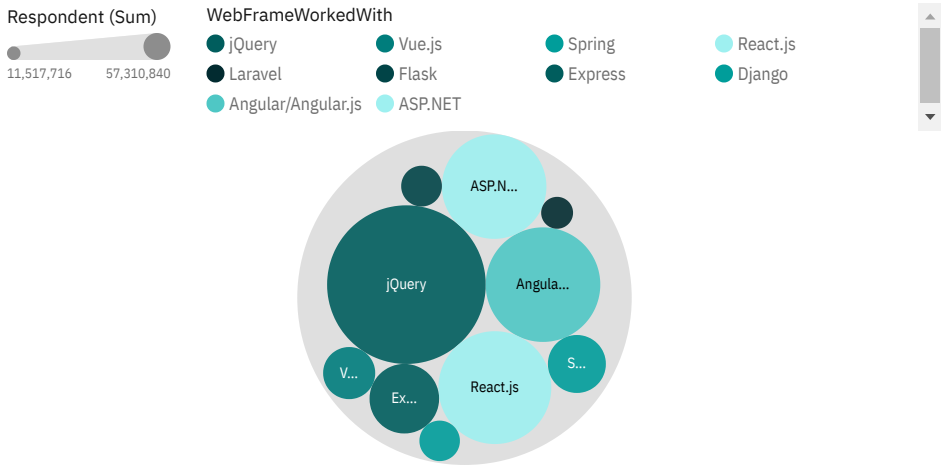 Respondent (Sum)
11,517,716 57,310,840
WebFrameWorkedWith
jQuery Vue.js Spring React.js
Laravel Flask Express Django
Angular/Angular.js ASP.NET
ASP.N...
jQuery Angula...
V... S...
Ex... React.js